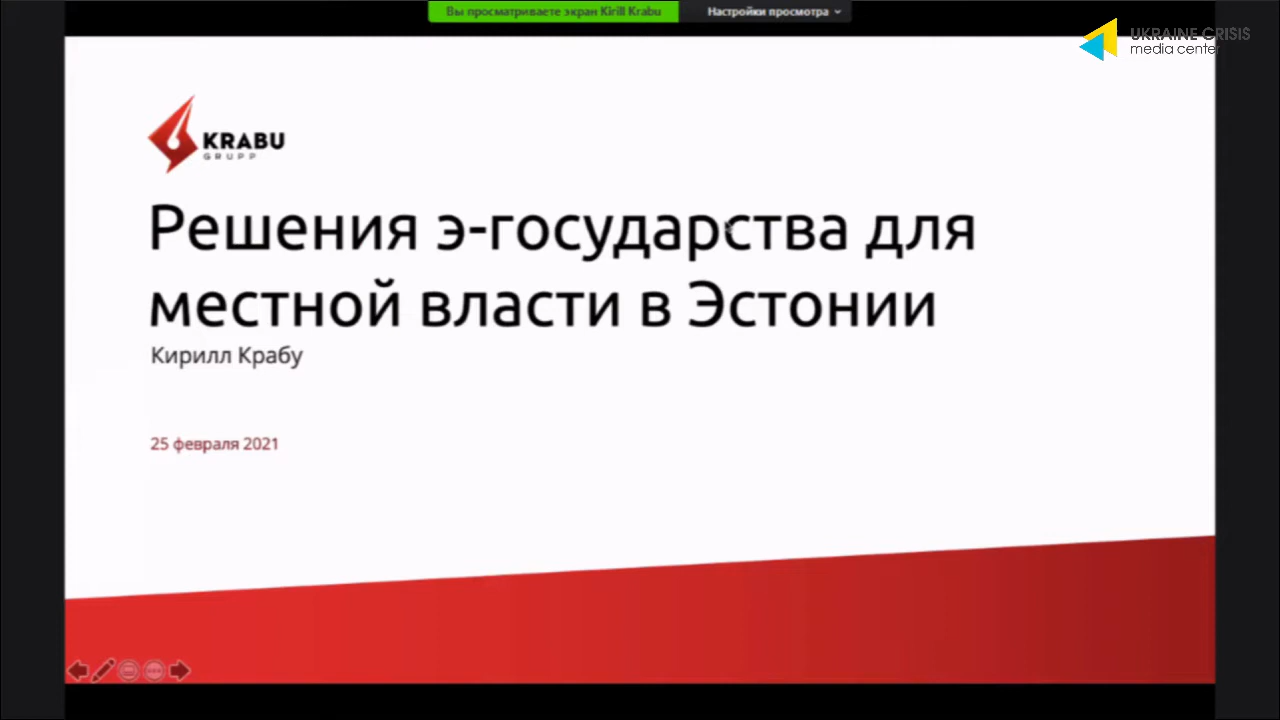 Вы просматриваете экран Kirill Krabu
Настройки просмотра
UKRAINE CRISIS
media center
KRABU
GRUPP
Решения э-государства для
местной власти в Эстонии
Кирилл Крабу
25 февраля 2021